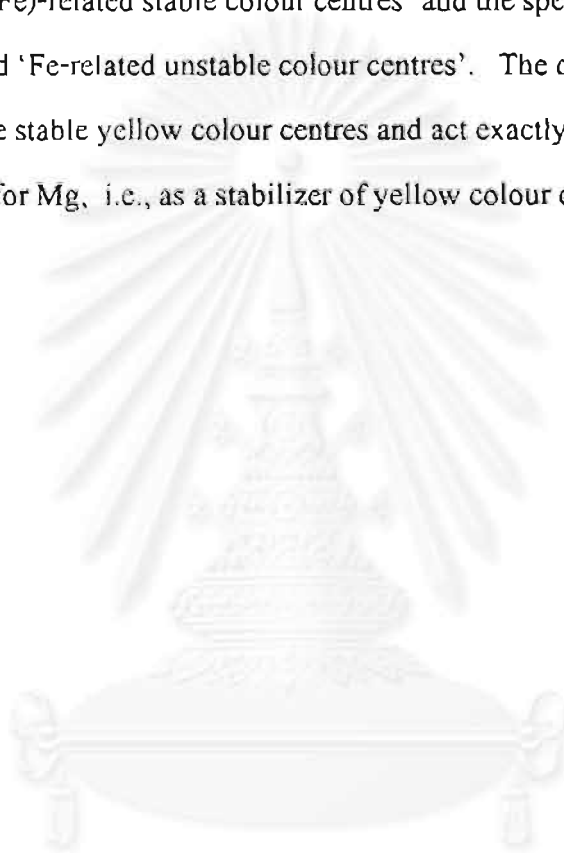 Fe)-related stable colour centres' and the spe
d 'Fe-related unstable colour centres'. The c
e stable yellow colour centres and act exactly
for Mg, i.e., as a stabilizer of yellow colour c